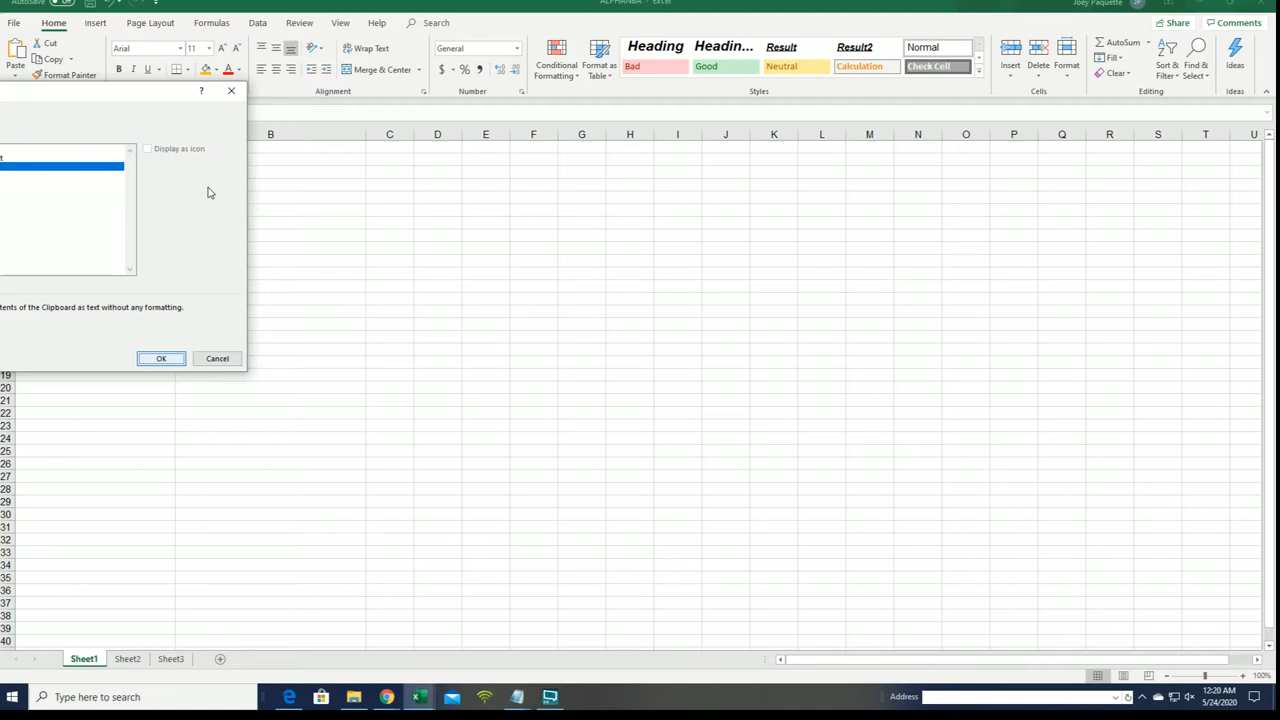 AutoSave
ALPHANBA - Excel
Joey Paquette
JP
File Home Insert Page Layout Formulas Data Review View Help Search
Share Comments
Paste
Cut
Copy
Format Painter
Arial 11
B I U
Wrap Text
Merge & Center
Alignment
General
$ % ,
Number
Conditional Formatting
Format as Table
Heading Headin... Result Result2 Normal
Bad Good Neutral Calculation Check Cell
Styles
Insert Delete Format
Cells
AutoSum
Fill
Clear
Sort & Filter
Find & Select
Editing
Ideas
Ideas
? ×
t
Display as icon
tents of the Clipboard as text without any formatting.
OK Cancel
B C D E F G H I J K L M N O P Q R S T U
19
20
21
22
23
24
25
26
27
28
29
30
31
32
33
34
35
36
37
38
39
40
Sheet1 Sheet2 Sheet3
100%
Type here to search
Address
12:20 AM
5/24/2020